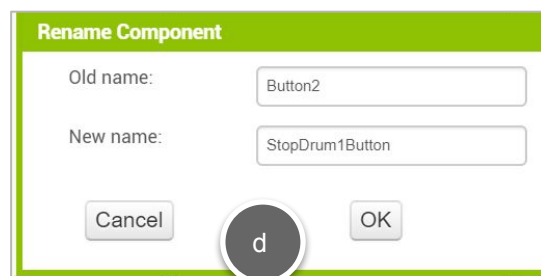 Rename Component
Old name: Button2
New name: StopDrum1Button
Cancel OK
d